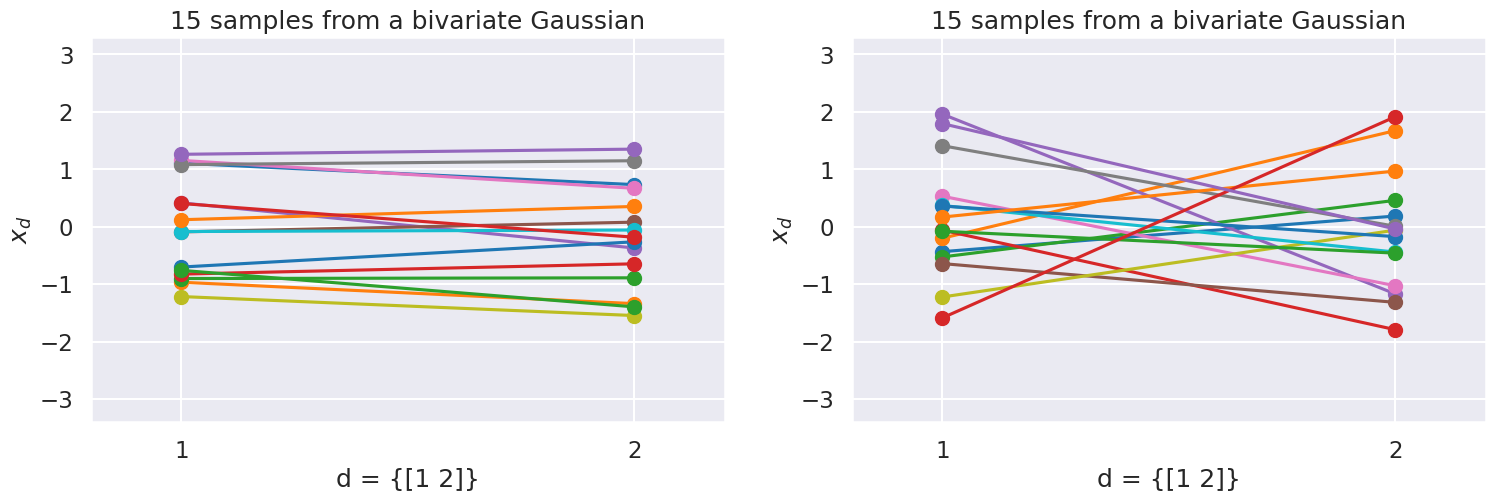 15 samples from a bivariate Gaussian
3
2
1
0
−1
−2
−3
x_d
1 2
d = {[1 2]}
15 samples from a bivariate Gaussian
3
2
1
0
−1
−2
−3
x_d
1 2
d = {[1 2]}